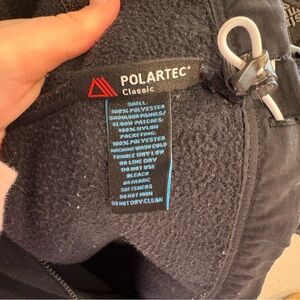 POLARTEC®
Classic
SHELL:
100% POLYESTER
SHOULDER PANELS/
ELBOW PATCHES:
100% NYLON
POCKETING:
100% POLYESTER
MACHINE WASH COLD
TUMBLE DRY LOW
OR LINE DRY
DO NOT USE
BLEACH
OR FABRIC
SOFTENERS
DO NOT IRON
DO NOT DRY CLEAN